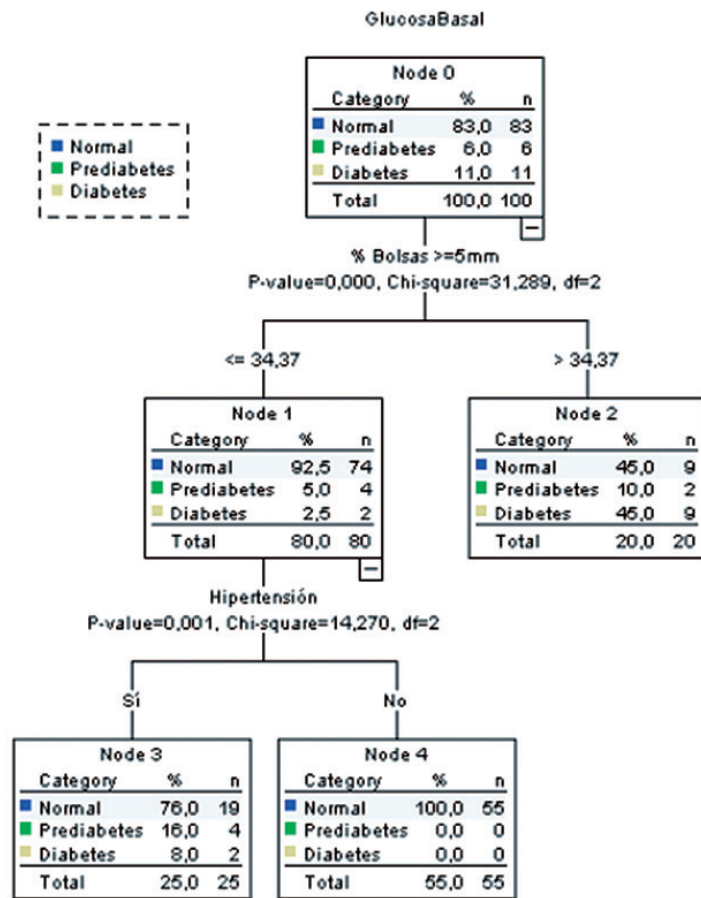 GlucosaBasal
Normal
Prediabetes
Diabetes
Node 0
Category % n
Normal 83,0 83
Prediabetes 6,0 6
Diabetes 11,0 11
Total 100,0 100
% Bolsas >=5mm
P-value=0,000, Chi-square=31,289, df=2
<= 34,37
> 34,37
Node 1
Category % n
Normal 92,5 74
Prediabetes 5,0 4
Diabetes 2,5 2
Total 80,0 80
Node 2
Category % n
Normal 45,0 9
Prediabetes 10,0 2
Diabetes 45,0 9
Total 20,0 20
Hipertensión
P-value=0,001, Chi-square=14,270, df=2
Sí
No
Node 3
Category % n
Normal 76,0 19
Prediabetes 16,0 4
Diabetes 8,0 2
Total 25,0 25
Node 4
Category % n
Normal 100,0 55
Prediabetes 0,0 0
Diabetes 0,0 0
Total 55,0 55